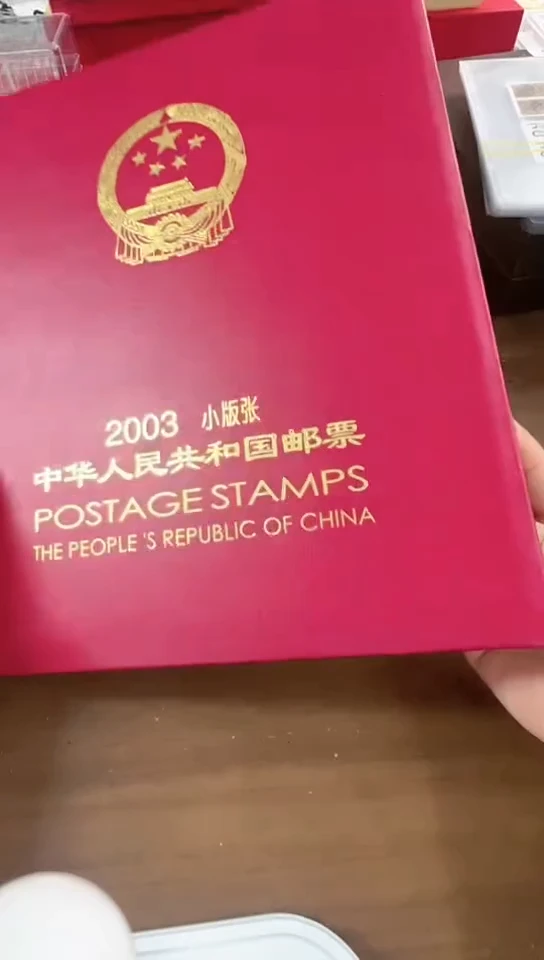 2003 小版张
中华人民共和国邮票
POSTAGE STAMPS
THE PEOPLE 'S REPUBLIC OF CHINA